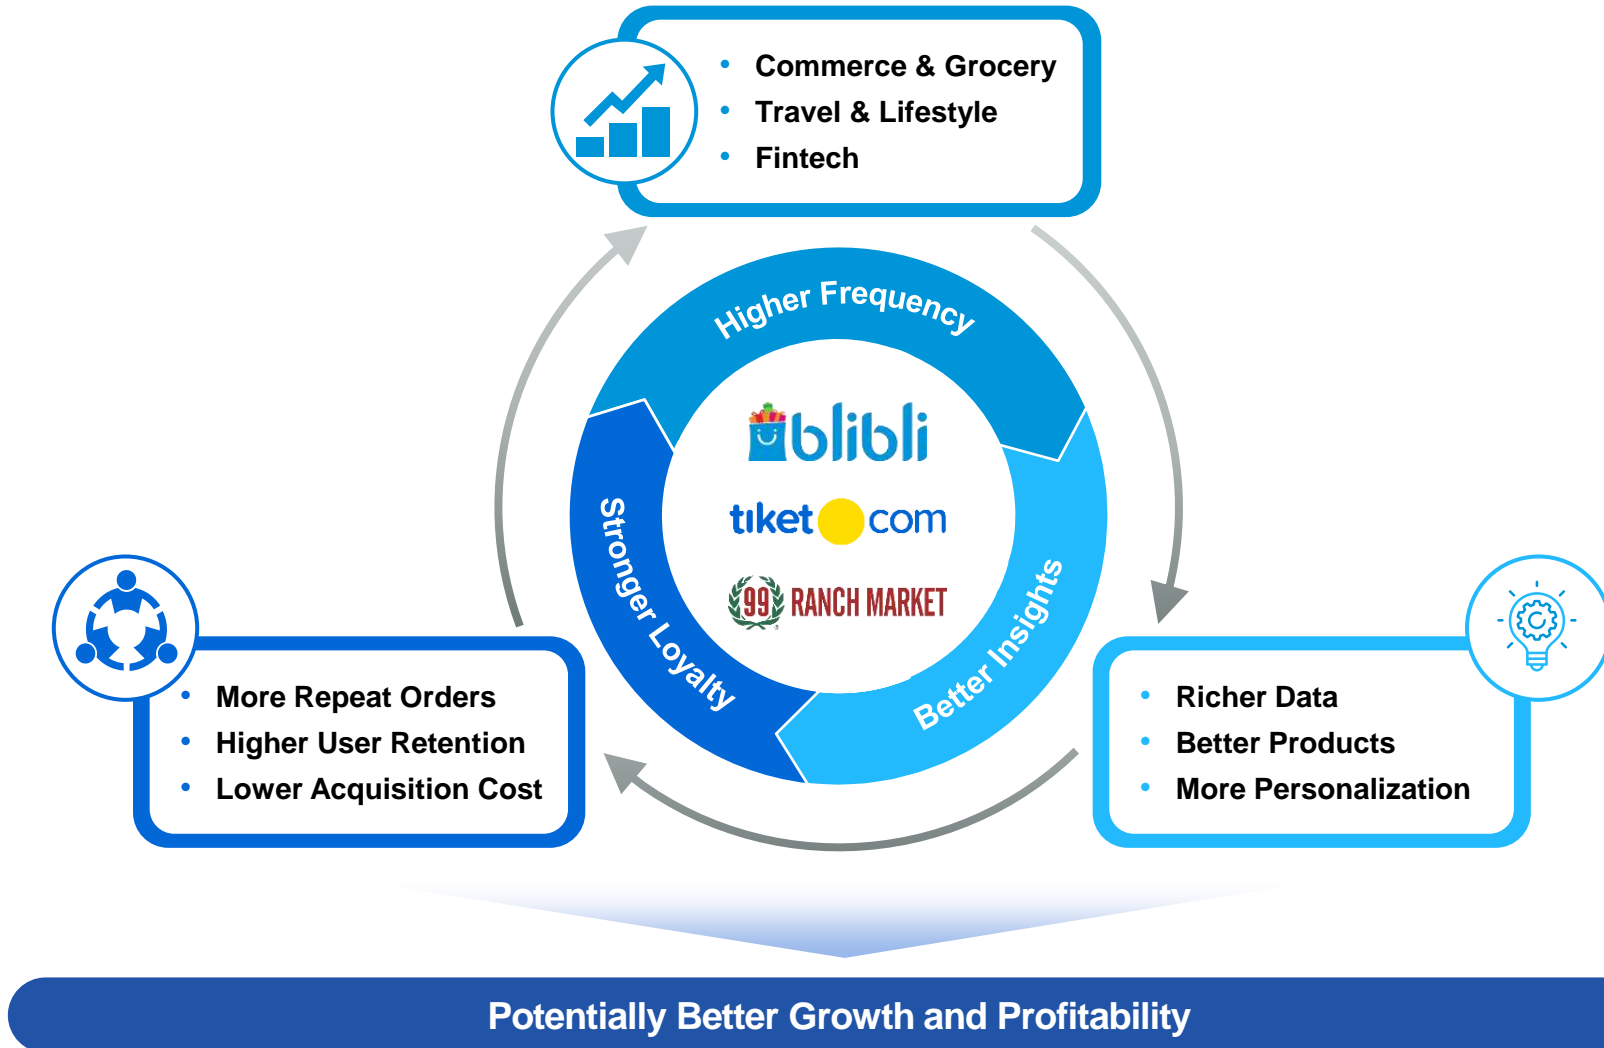 Commerce & Grocery
Travel & Lifestyle
Fintech
Higher Frequency
blibli
tiket com
99 RANCH MARKET
Stronger Loyalty
Better Insights
More Repeat Orders
Higher User Retention
Lower Acquisition Cost
Richer Data
Better Products
More Personalization
Potentially Better Growth and Profitability